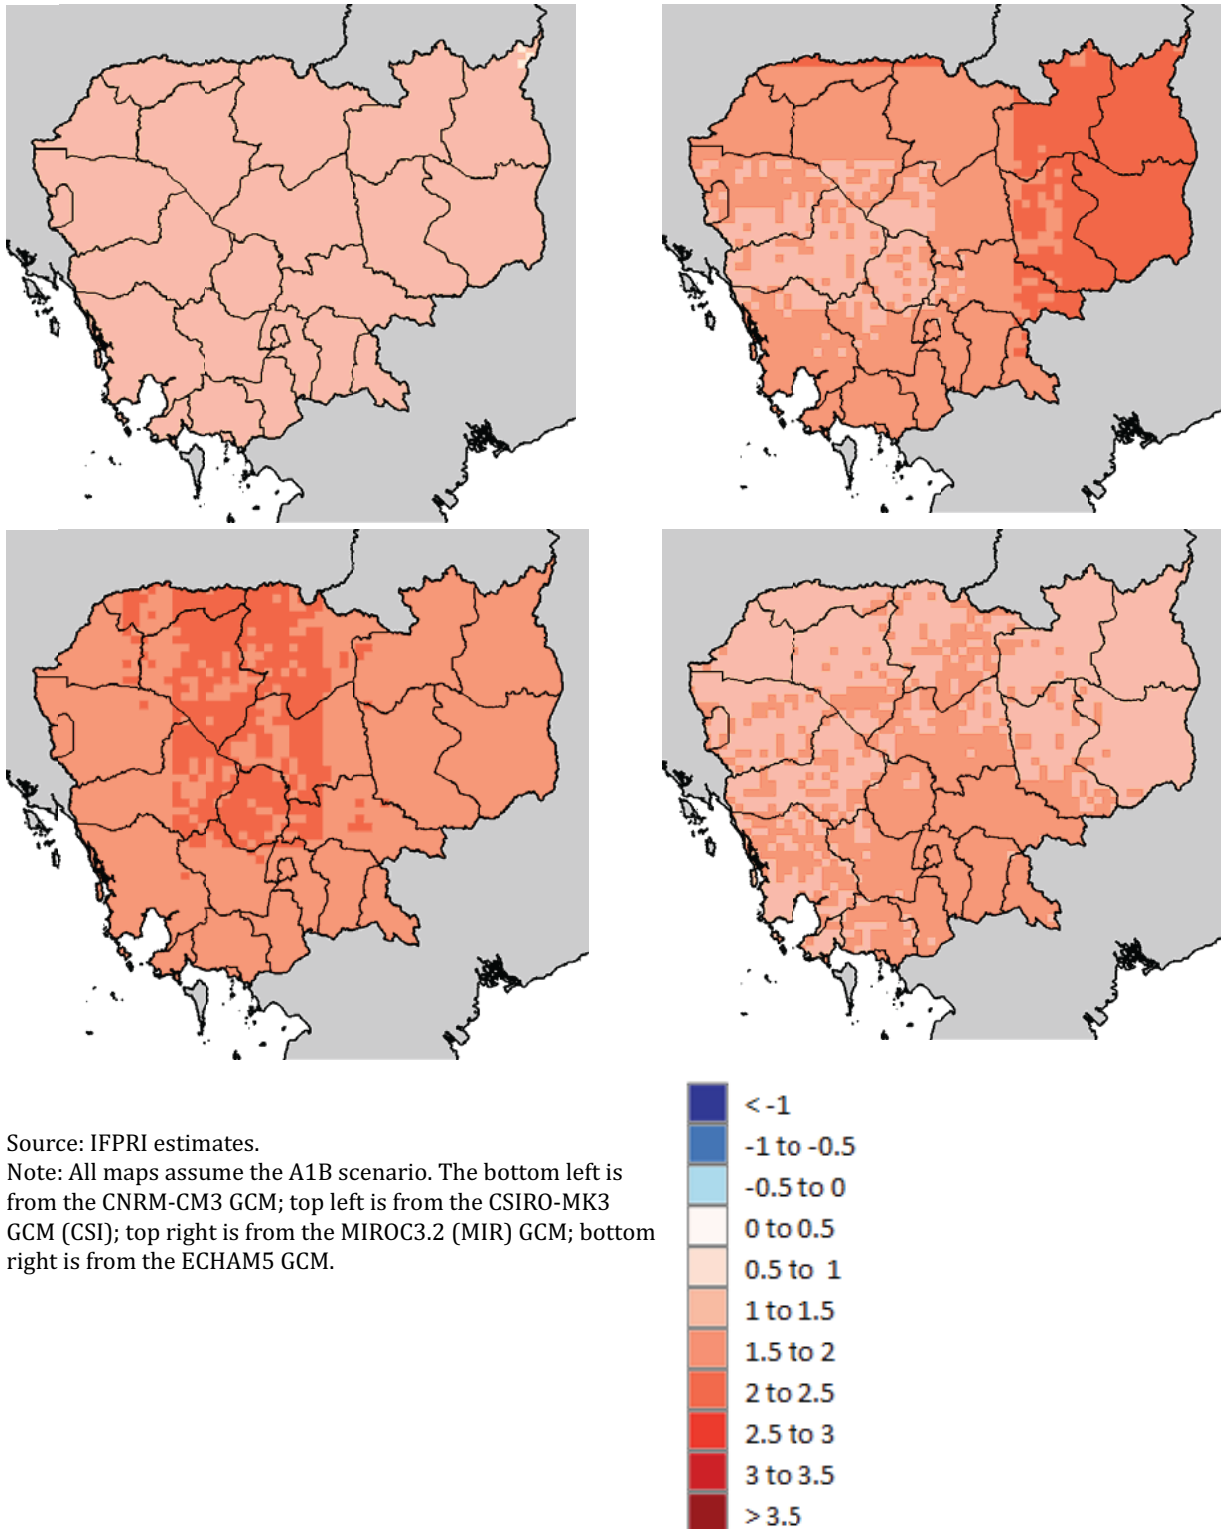 Source: IFPRI estimates.
Note: All maps assume the A1B scenario. The bottom left is
from the CNRM-CM3 GCM; top left is from the CSIRO-MK3
GCM (CSI); top right is from the MIROC3.2 (MIR) GCM; bottom
right is from the ECHAM5 GCM.
< -1
-1 to -0.5
-0.5 to 0
0 to 0.5
0.5 to 1
1 to 1.5
1.5 to 2
2 to 2.5
2.5 to 3
3 to 3.5
> 3.5